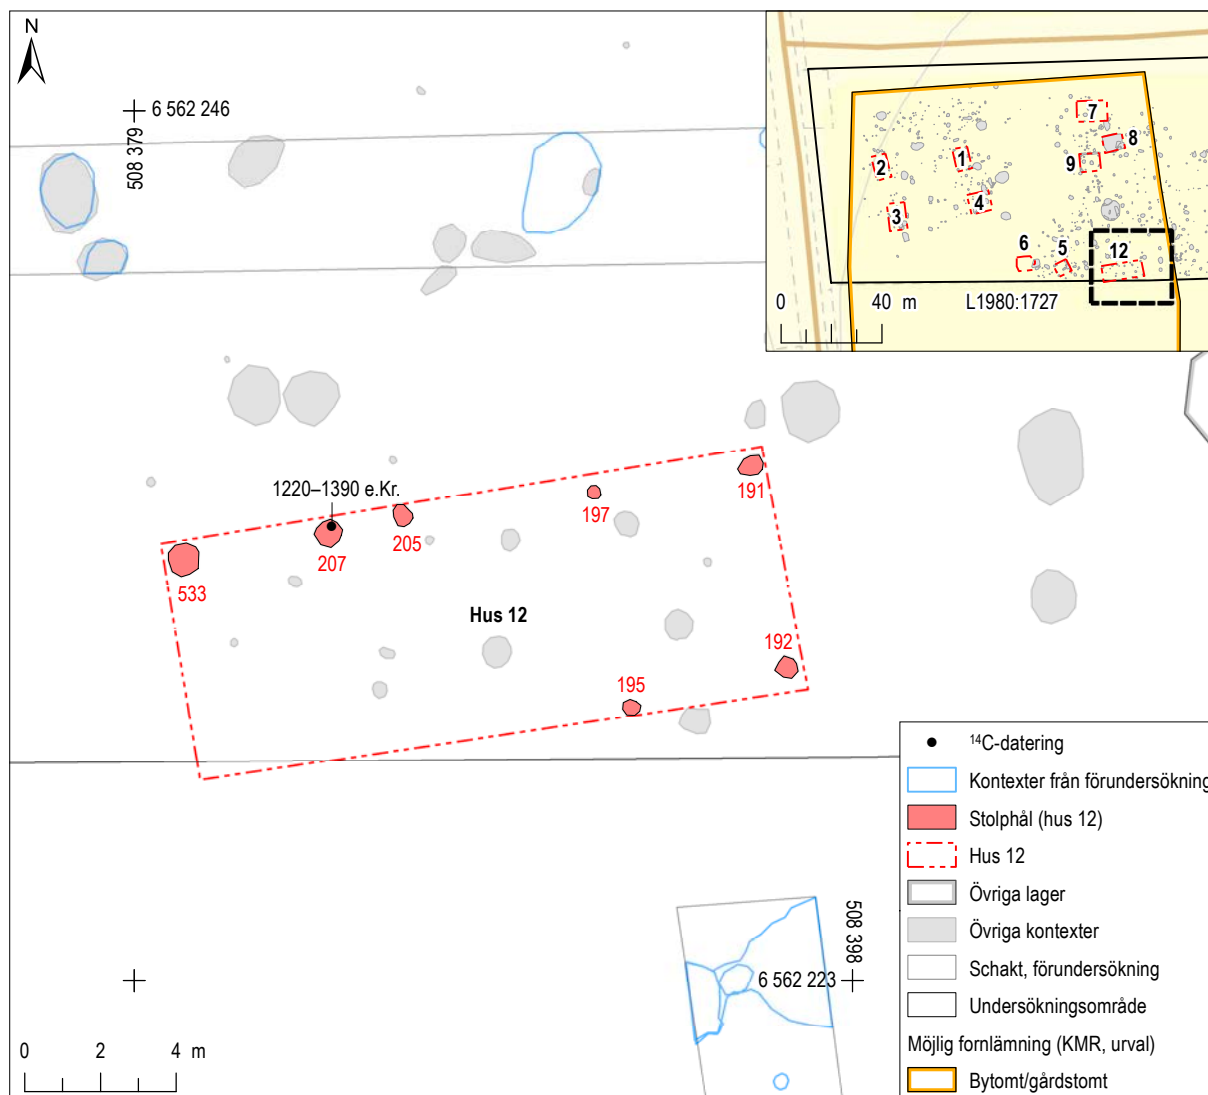 N
6 562 246
508 379
7
8
9
1
2
3
4
6
5
12
0 40 m
L1980:1727
1220–1390 e.Kr.
191
197
205
207
533
Hus 12
192
195
508 398
6 562 223
0 2 4 m
¹⁴C-datering
Kontexter från förundersökning
Stolphål (hus 12)
Hus 12
Övriga lager
Övriga kontexter
Schakt, förundersökning
Undersökningsområde
Möjlig fornlämning (KMR, urval)
Bytomt/gårdstomt